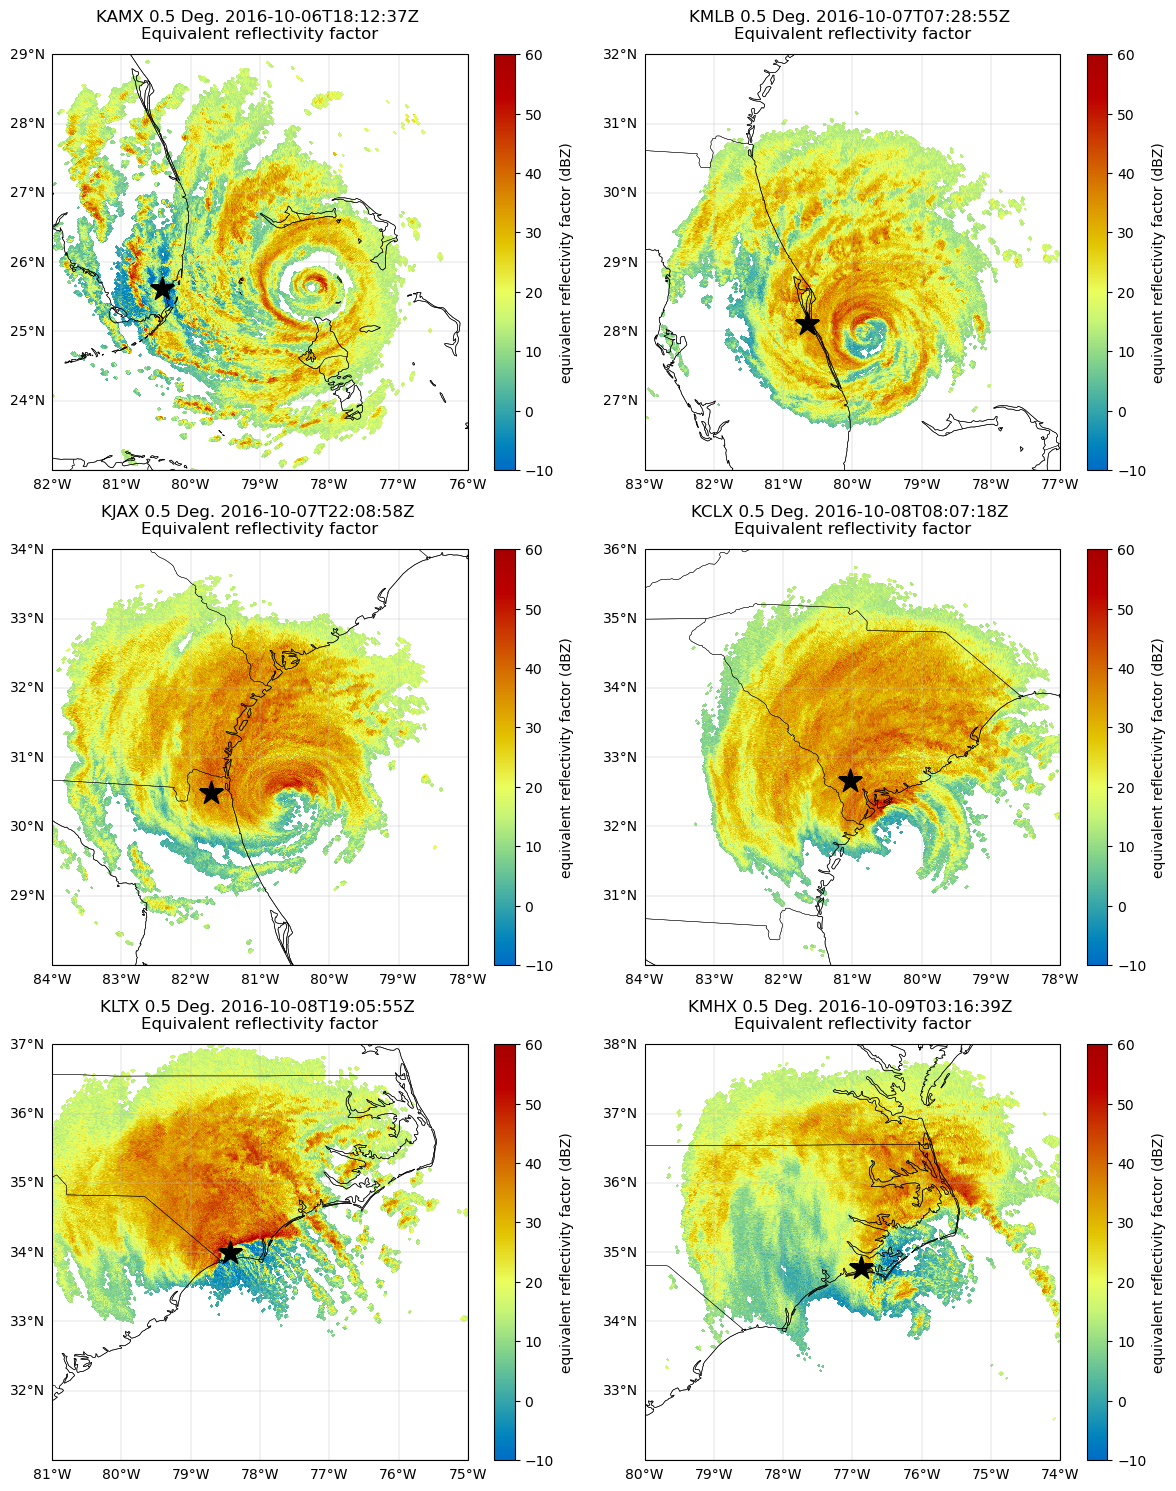 KAMX 0.5 Deg. 2016-10-06T18:12:37Z
Equivalent reflectivity factor
29°N
28°N
27°N
26°N
25°N
24°N
82°W 81°W 80°W 79°W 78°W 77°W 76°W
60
50
40
30
20
10
0
−10
equivalent reflectivity factor (dBZ)
KMLB 0.5 Deg. 2016-10-07T07:28:55Z
Equivalent reflectivity factor
32°N
31°N
30°N
29°N
28°N
27°N
83°W 82°W 81°W 80°W 79°W 78°W 77°W
60
50
40
30
20
10
0
−10
equivalent reflectivity factor (dBZ)
KJAX 0.5 Deg. 2016-10-07T22:08:58Z
Equivalent reflectivity factor
34°N
33°N
32°N
31°N
30°N
29°N
84°W 83°W 82°W 81°W 80°W 79°W 78°W
60
50
40
30
20
10
0
−10
equivalent reflectivity factor (dBZ)
KCLX 0.5 Deg. 2016-10-08T08:07:18Z
Equivalent reflectivity factor
36°N
35°N
34°N
33°N
32°N
31°N
84°W 83°W 82°W 81°W 80°W 79°W 78°W
60
50
40
30
20
10
0
−10
equivalent reflectivity factor (dBZ)
KLTX 0.5 Deg. 2016-10-08T19:05:55Z
Equivalent reflectivity factor
37°N
36°N
35°N
34°N
33°N
32°N
81°W 80°W 79°W 78°W 77°W 76°W 75°W
60
50
40
30
20
10
0
−10
equivalent reflectivity factor (dBZ)
KMHX 0.5 Deg. 2016-10-09T03:16:39Z
Equivalent reflectivity factor
38°N
37°N
36°N
35°N
34°N
33°N
80°W 79°W 78°W 77°W 76°W 75°W 74°W
60
50
40
30
20
10
0
−10
equivalent reflectivity factor (dBZ)